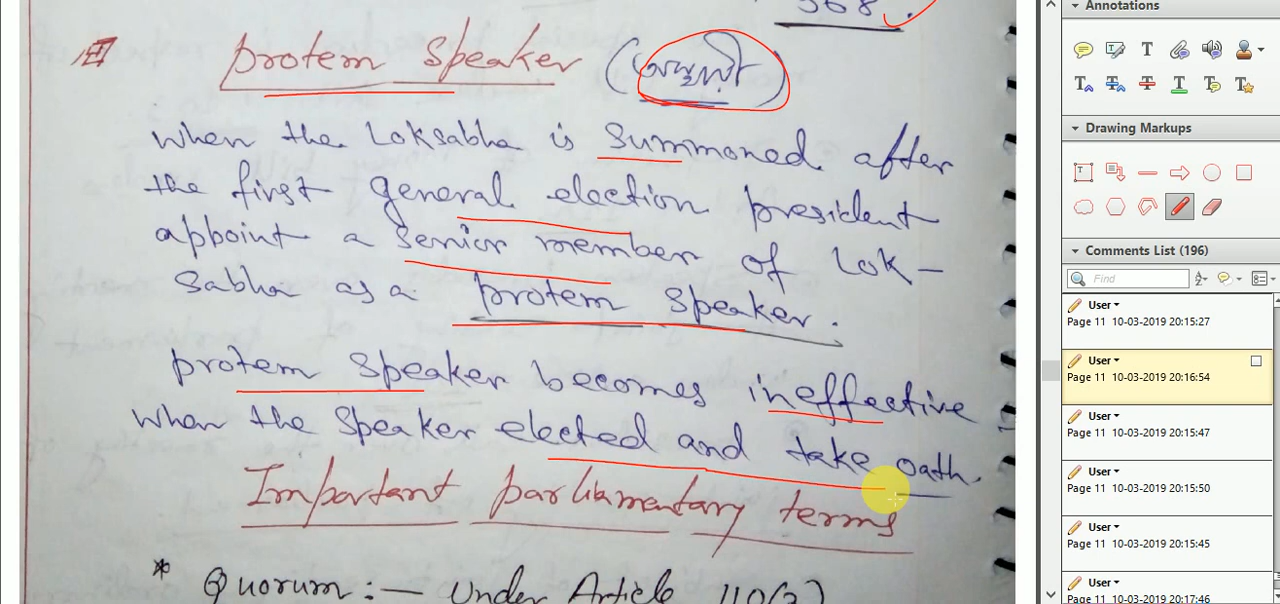 368.
Protem Speaker (অস্থায়ী)
When the Loksabha is summoned after
the first general election president
appoint a senior member of Lok-
Sabha as a protem speaker.
Protem speaker becomes ineffective
when the speaker elected and take oath.
Important parliamentary terms
* Quorum:— Under Article
Annotations
Drawing Markups
Comments List (196)
Find
User
Page 11 10-03-2019 20:15:27
User
Page 11 10-03-2019 20:16:54
User
Page 11 10-03-2019 20:15:47
User
Page 11 10-03-2019 20:15:50
User
Page 11 10-03-2019 20:15:45
User
Page 11 10-03-2019 20:17:46